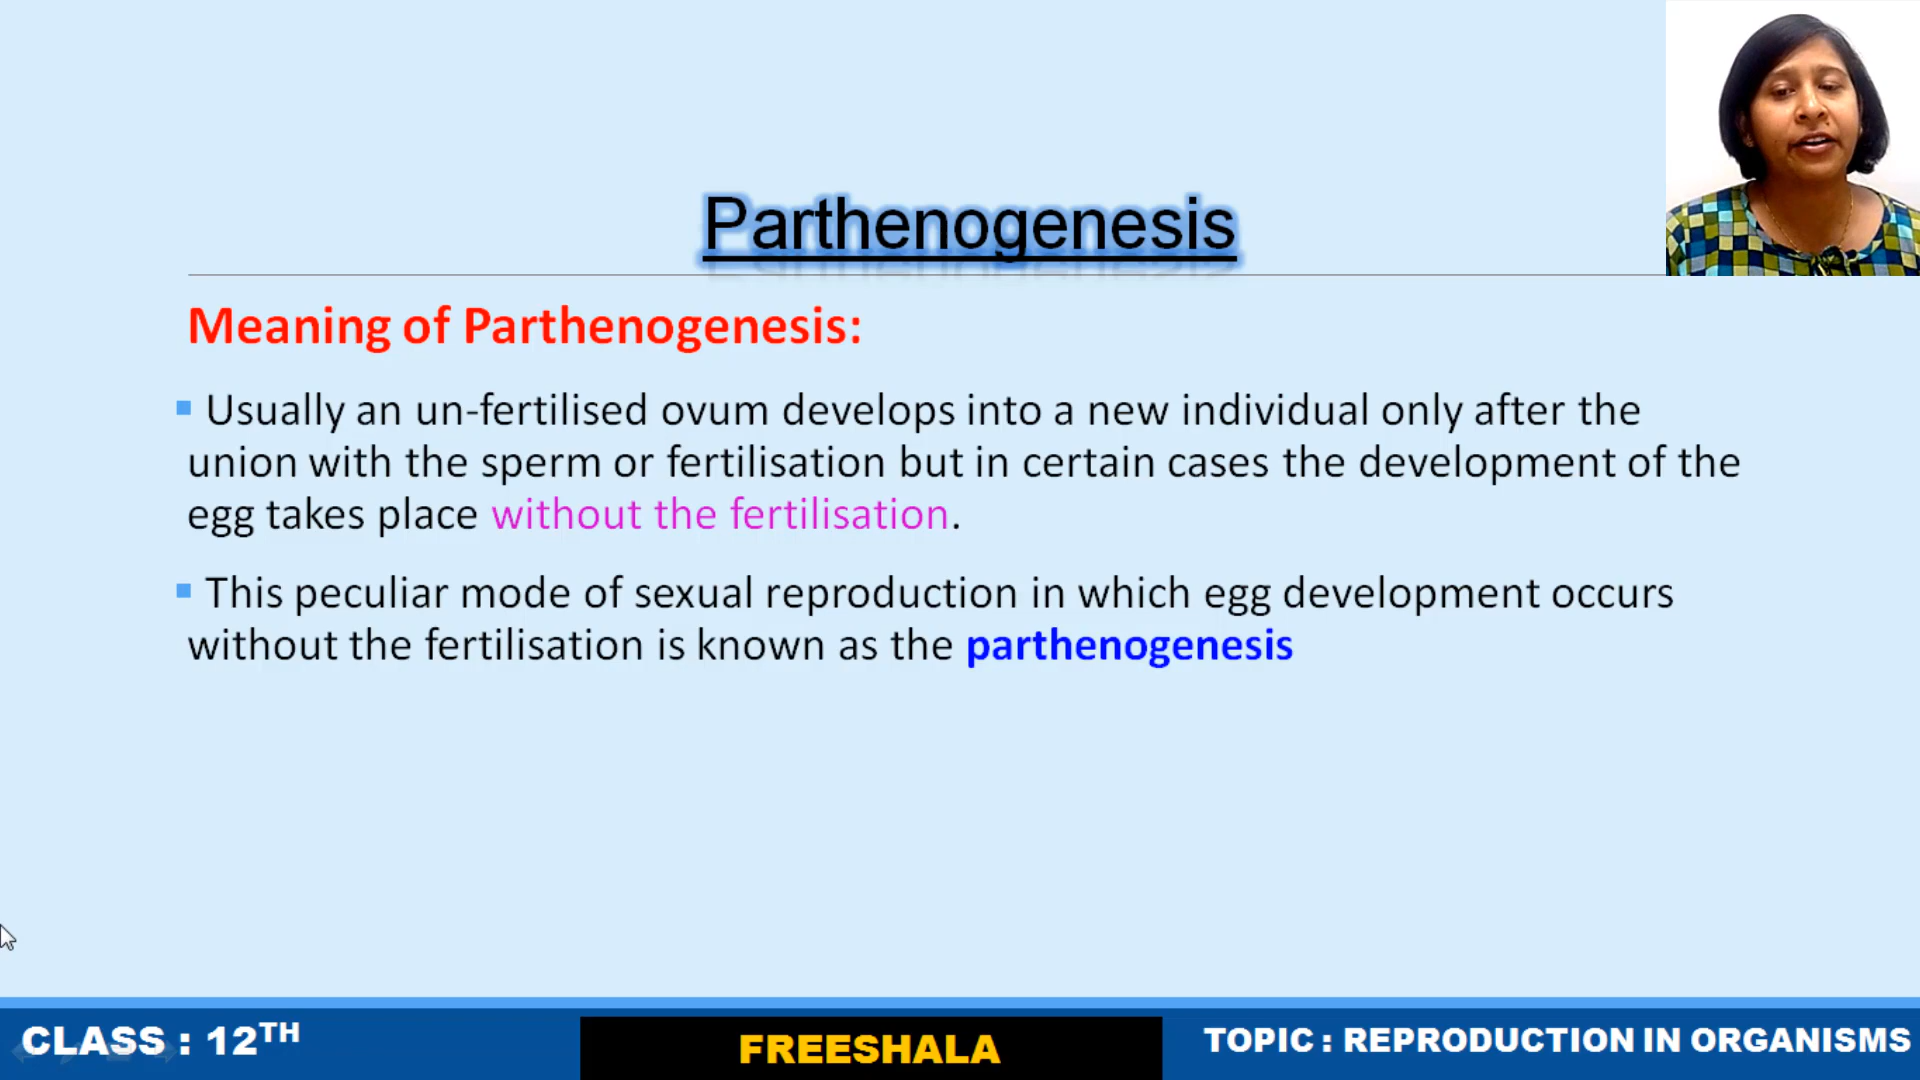 Parthenogenesis
Meaning of Parthenogenesis:
Usually an un-fertilised ovum develops into a new individual only after the
union with the sperm or fertilisation but in certain cases the development of the
egg takes place without the fertilisation.
This peculiar mode of sexual reproduction in which egg development occurs
without the fertilisation is known as the parthenogenesis
CLASS : 12TH
FREESHALA
TOPIC : REPRODUCTION IN ORGANISMS